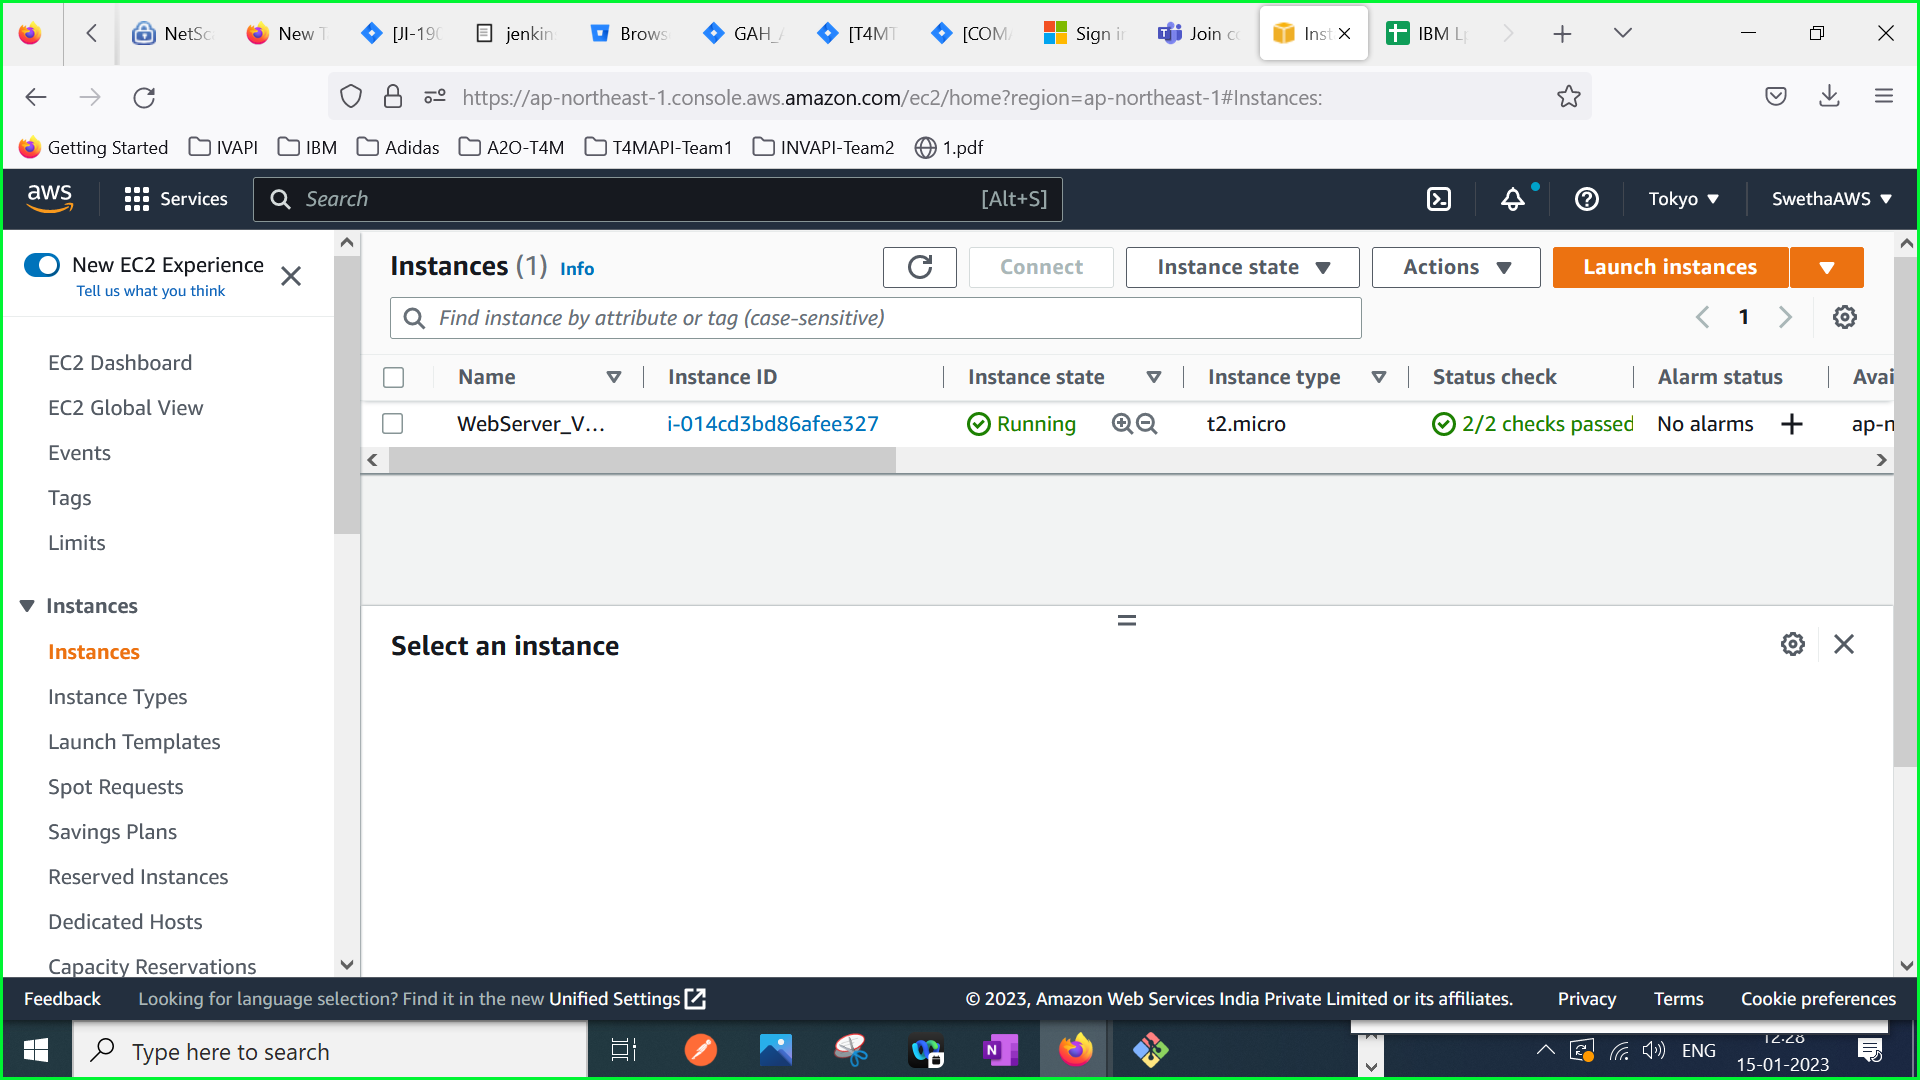 NetSc
New T
[JI-190
jenkin
Brows
GAH_A
[T4MT
[COMA
Sign in
Join co
Inst
IBM Lp
https://ap-northeast-1.console.aws.amazon.com/ec2/home?region=ap-northeast-1#Instances:
Getting Started
IVAPI
IBM
Adidas
A2O-T4M
T4MAPI-Team1
INVAPI-Team2
1.pdf
aws
Services
Search
[Alt+S]
Tokyo
SwethaAWS
New EC2 Experience
Tell us what you think
EC2 Dashboard
EC2 Global View
Events
Tags
Limits
Instances
Instances
Instance Types
Launch Templates
Spot Requests
Savings Plans
Reserved Instances
Dedicated Hosts
Capacity Reservations
Instances (1) Info
Connect
Instance state
Actions
Launch instances
Find instance by attribute or tag (case-sensitive)
1
Name
Instance ID
Instance state
Instance type
Status check
Alarm status
Avai
WebServer_V...
i-014cd3bd86afee327
Running
t2.micro
2/2 checks passed
No alarms
ap-n
Select an instance
Feedback
Looking for language selection? Find it in the new Unified Settings
© 2023, Amazon Web Services India Private Limited or its affiliates.
Privacy
Terms
Cookie preferences
Type here to search
N
ENG
12:28
15-01-2023